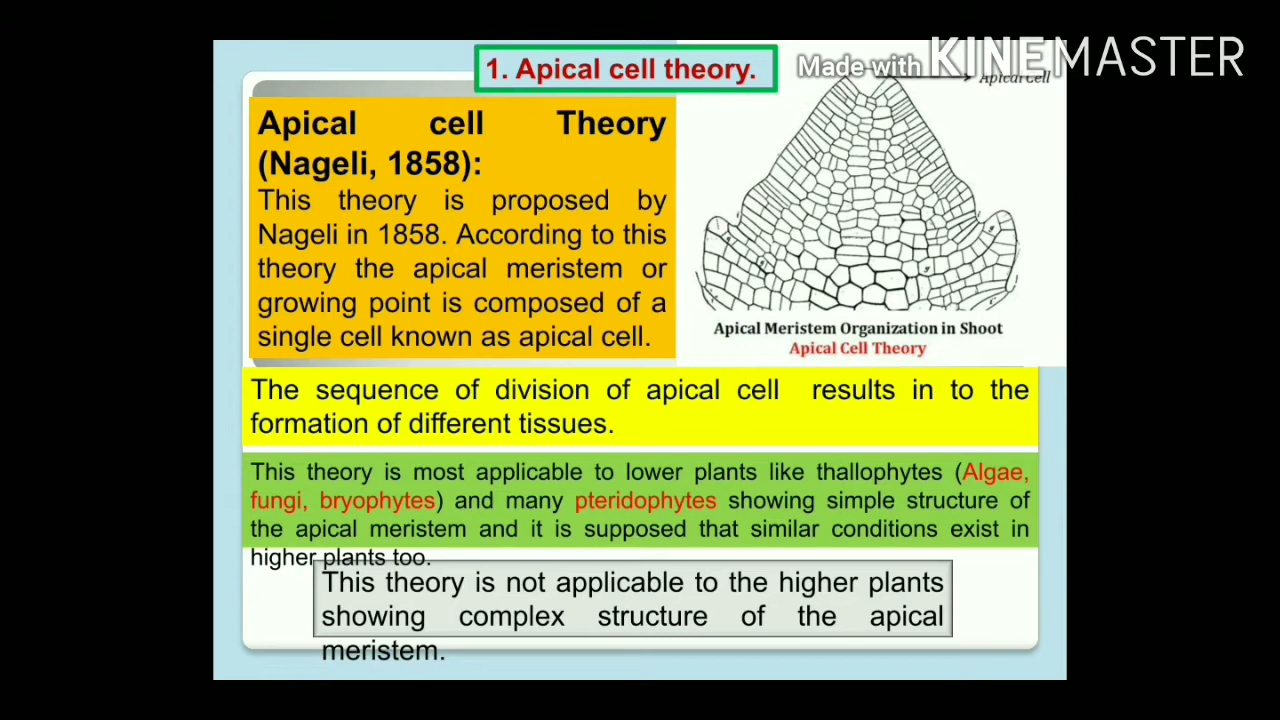 Made with KINEMASTER
1. Apical cell theory.
Apical Cell
Apical cell Theory
(Nageli, 1858):
This theory is proposed by
Nageli in 1858. According to this
theory the apical meristem or
growing point is composed of a
single cell known as apical cell.
Apical Meristem Organization in Shoot
Apical Cell Theory
The sequence of division of apical cell results in to the
formation of different tissues.
This theory is most applicable to lower plants like thallophytes (Algae,
fungi, bryophytes) and many pteridophytes showing simple structure of
the apical meristem and it is supposed that similar conditions exist in
higher plants too.
This theory is not applicable to the higher plants
showing complex structure of the apical
meristem.